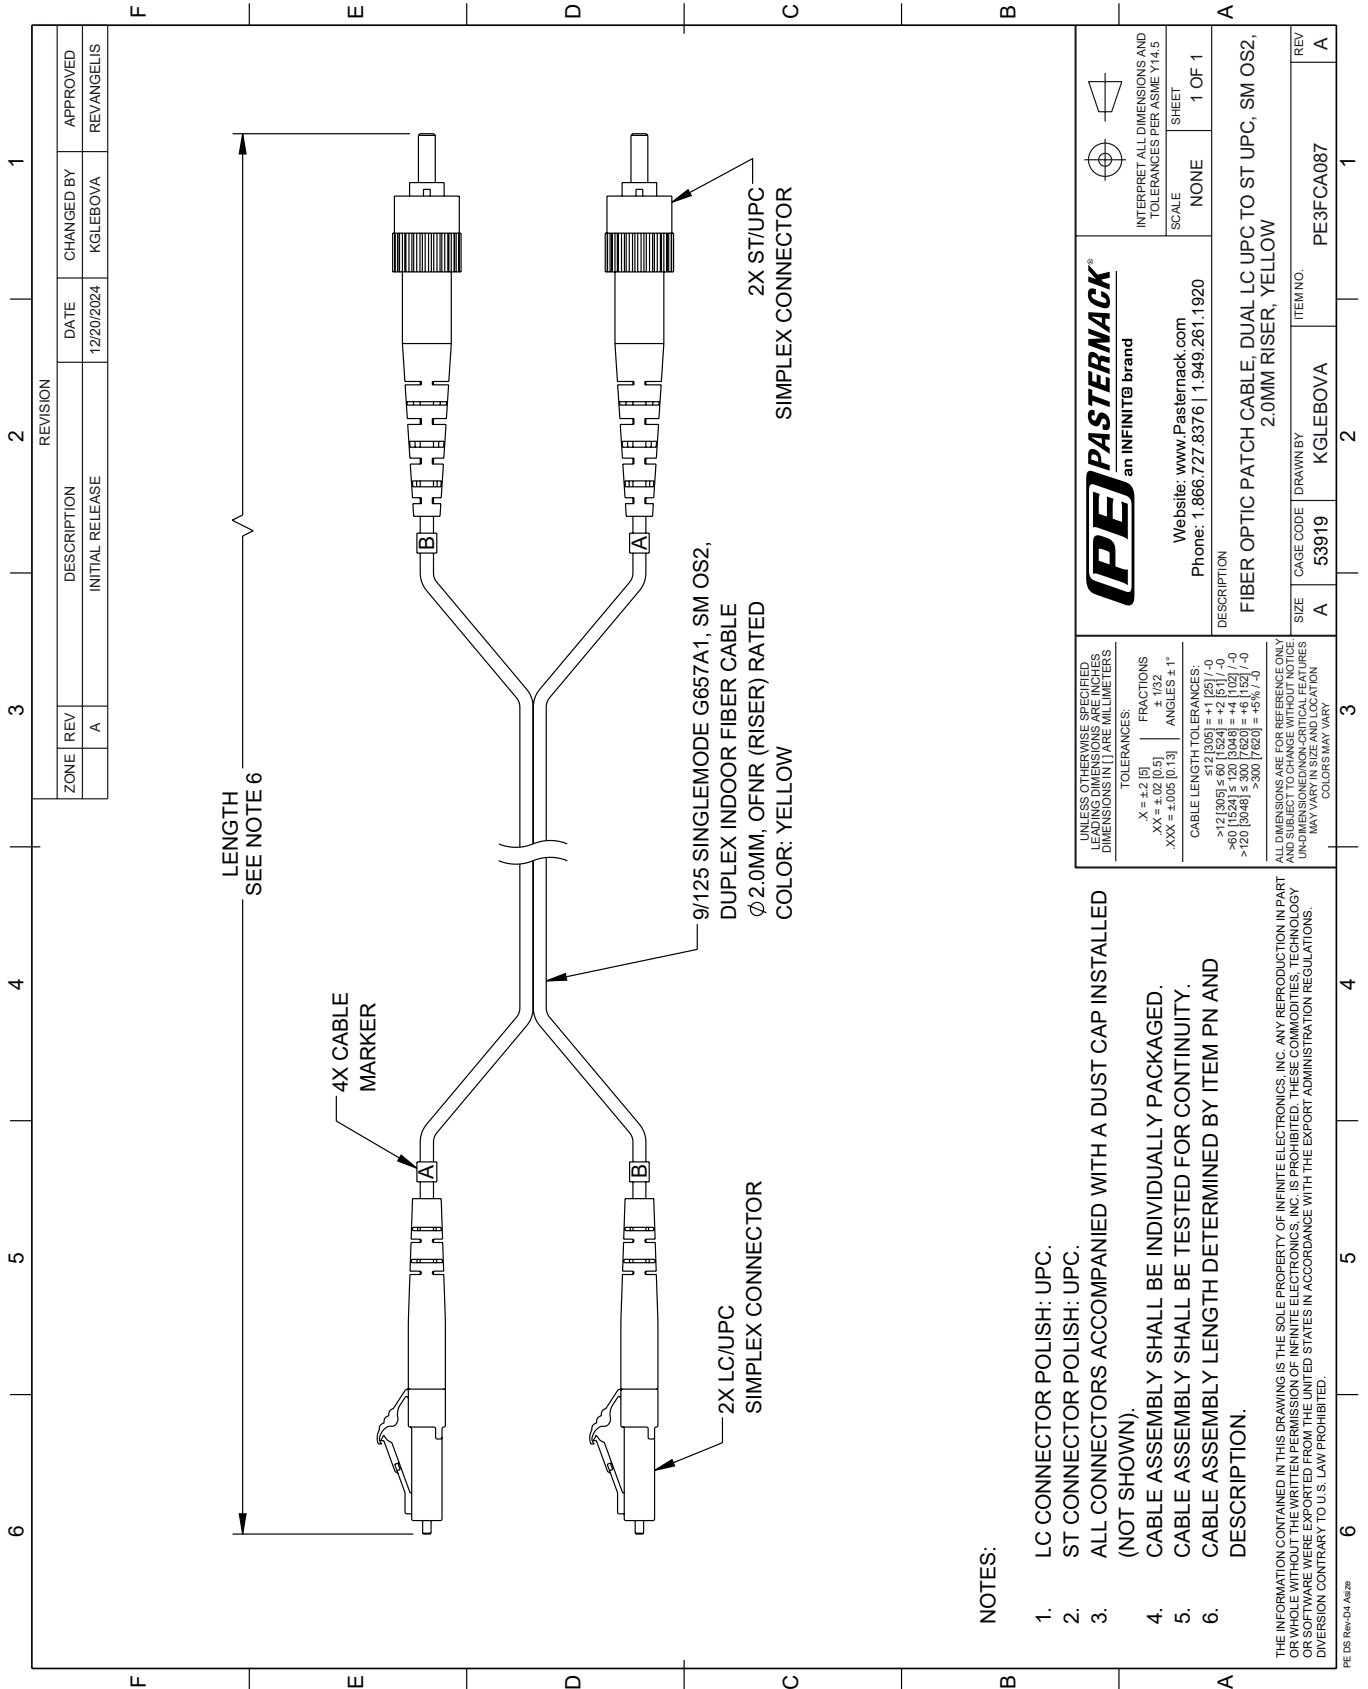 6
5
4
3
2
1
F
E
D
C
B
A
REVISION
ZONE REV DESCRIPTION DATE CHANGED BY APPROVED
A INITIAL RELEASE 12/20/2024 KGLEBOVA REVANGELIS
LENGTH
SEE NOTE 6
4X CABLE
MARKER
A
B
B
A
2X LC/UPC
SIMPLEX CONNECTOR
9/125 SINGLEMODE G657A1, SM OS2,
DUPLEX INDOOR FIBER CABLE
∅ 2.0MM, OFNR (RISER) RATED
COLOR: YELLOW
2X ST/UPC
SIMPLEX CONNECTOR
NOTES:
1. LC CONNECTOR POLISH: UPC.
2. ST CONNECTOR POLISH: UPC.
3. ALL CONNECTORS ACCOMPANIED WITH A DUST CAP INSTALLED
(NOT SHOWN).
4. CABLE ASSEMBLY SHALL BE INDIVIDUALLY PACKAGED.
5. CABLE ASSEMBLY SHALL BE TESTED FOR CONTINUITY.
6. CABLE ASSEMBLY LENGTH DETERMINED BY ITEM PN AND
DESCRIPTION.
THE INFORMATION CONTAINED IN THIS DRAWING IS THE SOLE PROPERTY OF INFINITE ELECTRONICS, INC. ANY REPRODUCTION IN PART
OR WHOLE WITHOUT THE WRITTEN PERMISSION OF INFINITE ELECTRONICS, INC. IS PROHIBITED. THESE COMMODITIES, TECHNOLOGY
OR SOFTWARE WERE EXPORTED FROM THE UNITED STATES IN ACCORDANCE WITH THE EXPORT ADMINISTRATION REGULATIONS.
DIVERSION CONTRARY TO U.S. LAW PROHIBITED.
UNLESS OTHERWISE SPECIFIED
LEADING DIMENSIONS ARE INCHES
DIMENSIONS IN [ ] ARE MILLIMETERS
TOLERANCES:
.X = ±.2 [5] FRACTIONS
.XX = ±.02 [0.5] ± 1/32
.XXX = ±.005 [0.13] ANGLES ± 1°
CABLE LENGTH TOLERANCES:
≤12 [305] = +1 [25] / -0
>12 [305] ≤ 60 [1524] = +2 [51] / -0
>60 [1524] ≤ 120 [3048] = +4 [102] / -0
>120 [3048] ≤ 300 [7620] = +6 [152] / -0
>300 [7620] = +5% / -0
ALL DIMENSIONS ARE FOR REFERENCE ONLY
AND SUBJECT TO CHANGE WITHOUT NOTICE.
UN-DIMENSIONED/NON-CRITICAL FEATURES
MAY VARY IN SIZE AND LOCATION
COLORS MAY VARY
PE PASTERNACK®
an INFINIT@ brand
Website: www.Pasternack.com
Phone: 1.866.727.8376 | 1.949.261.1920
INTERPRET ALL DIMENSIONS AND
TOLERANCES PER ASME Y14.5
SCALE SHEET
NONE 1 OF 1
DESCRIPTION
FIBER OPTIC PATCH CABLE, DUAL LC UPC TO ST UPC, SM OS2,
2.0MM RISER, YELLOW
SIZE CAGE CODE DRAWN BY ITEM NO. REV
A 53919 KGLEBOVA PE3FCA087 A
F
E
D
C
B
A
6
5
4
3
2
1
PE DS Rev-D4 Asize